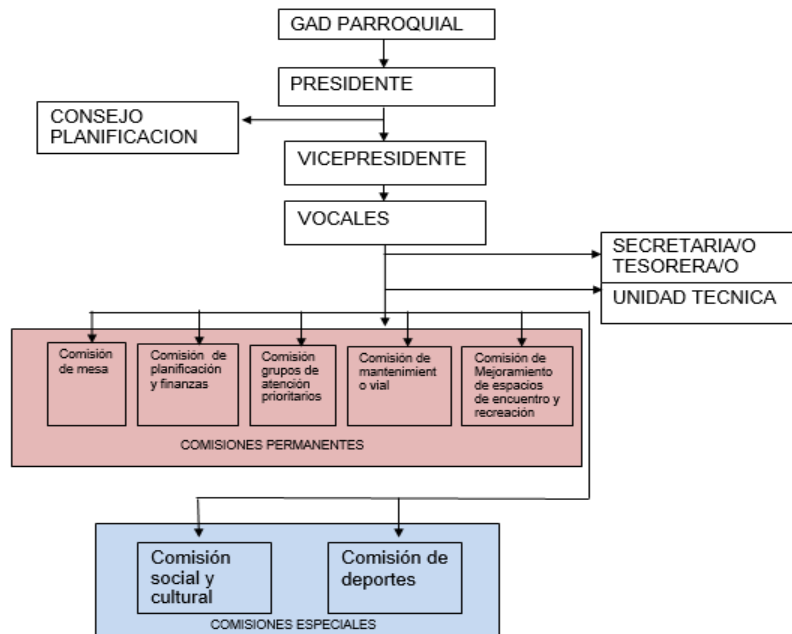 GAD PARROQUIAL
PRESIDENTE
CONSEJO
PLANIFICACION
VICEPRESIDENTE
VOCALES
SECRETARIA/O
TESORERA/O
UNIDAD TECNICA
Comisión
de mesa
Comisión de
planificación
y finanzas
Comisión
grupos de
atención
prioritarios
Comisión de
mantenimient
o vial
Comisión de
Mejoramiento
de espacios
de encuentro y
recreación
COMISIONES PERMANENTES
Comisión
social y
cultural
Comisión de
deportes
COMISIONES ESPECIALES